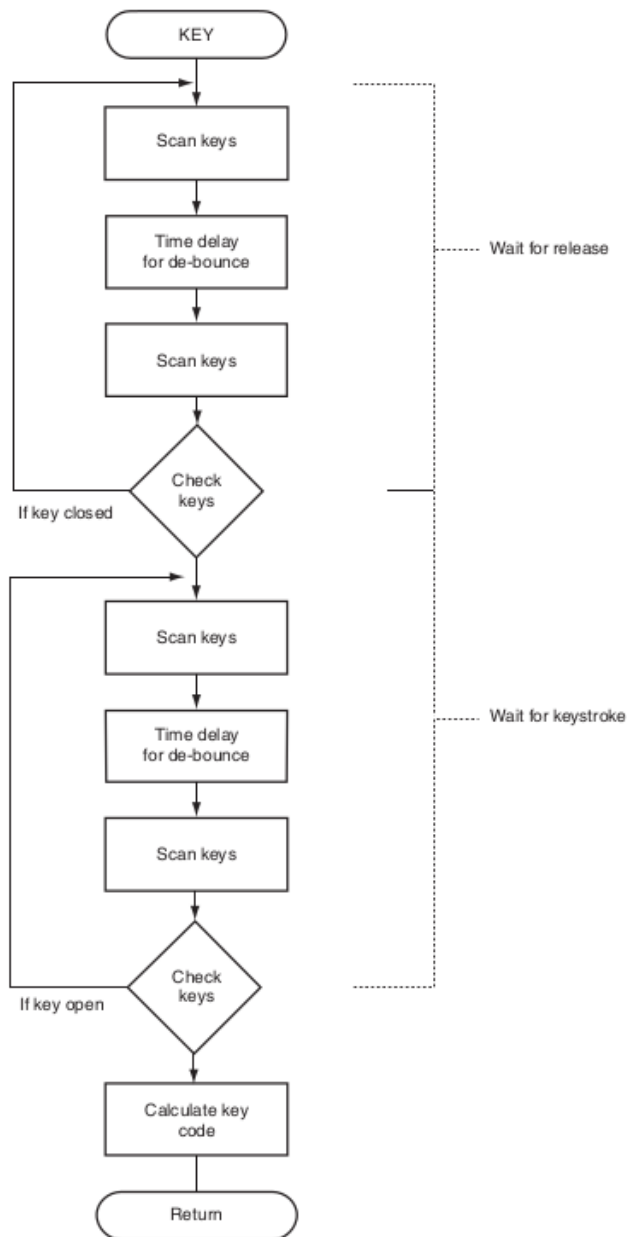 KEY
Scan keys
Time delay
for de-bounce
Wait for release
Scan keys
Check
keys
If key closed
Scan keys
Time delay
for de-bounce
Wait for keystroke
Scan keys
Check
keys
If key open
Calculate key
code
Return